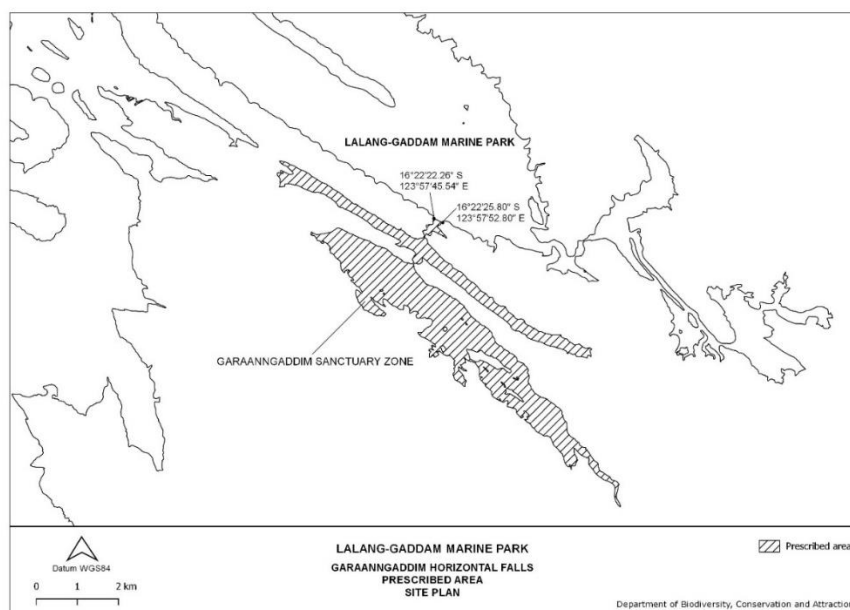 LALANG-GADDAM MARINE PARK
16°22'22.26" S
123°57'45.54" E
16°22'25.80" S
123°57'52.80" E
GARAANNGADDIM SANCTUARY ZONE
Datum WGS84
0 1 2 km
LALANG-GADDAM MARINE PARK
GARAANNGADDIM HORIZONTAL FALLS
PRESCRIBED AREA
SITE PLAN
Prescribed area
Department of Biodiversity, Conservation and Attraction